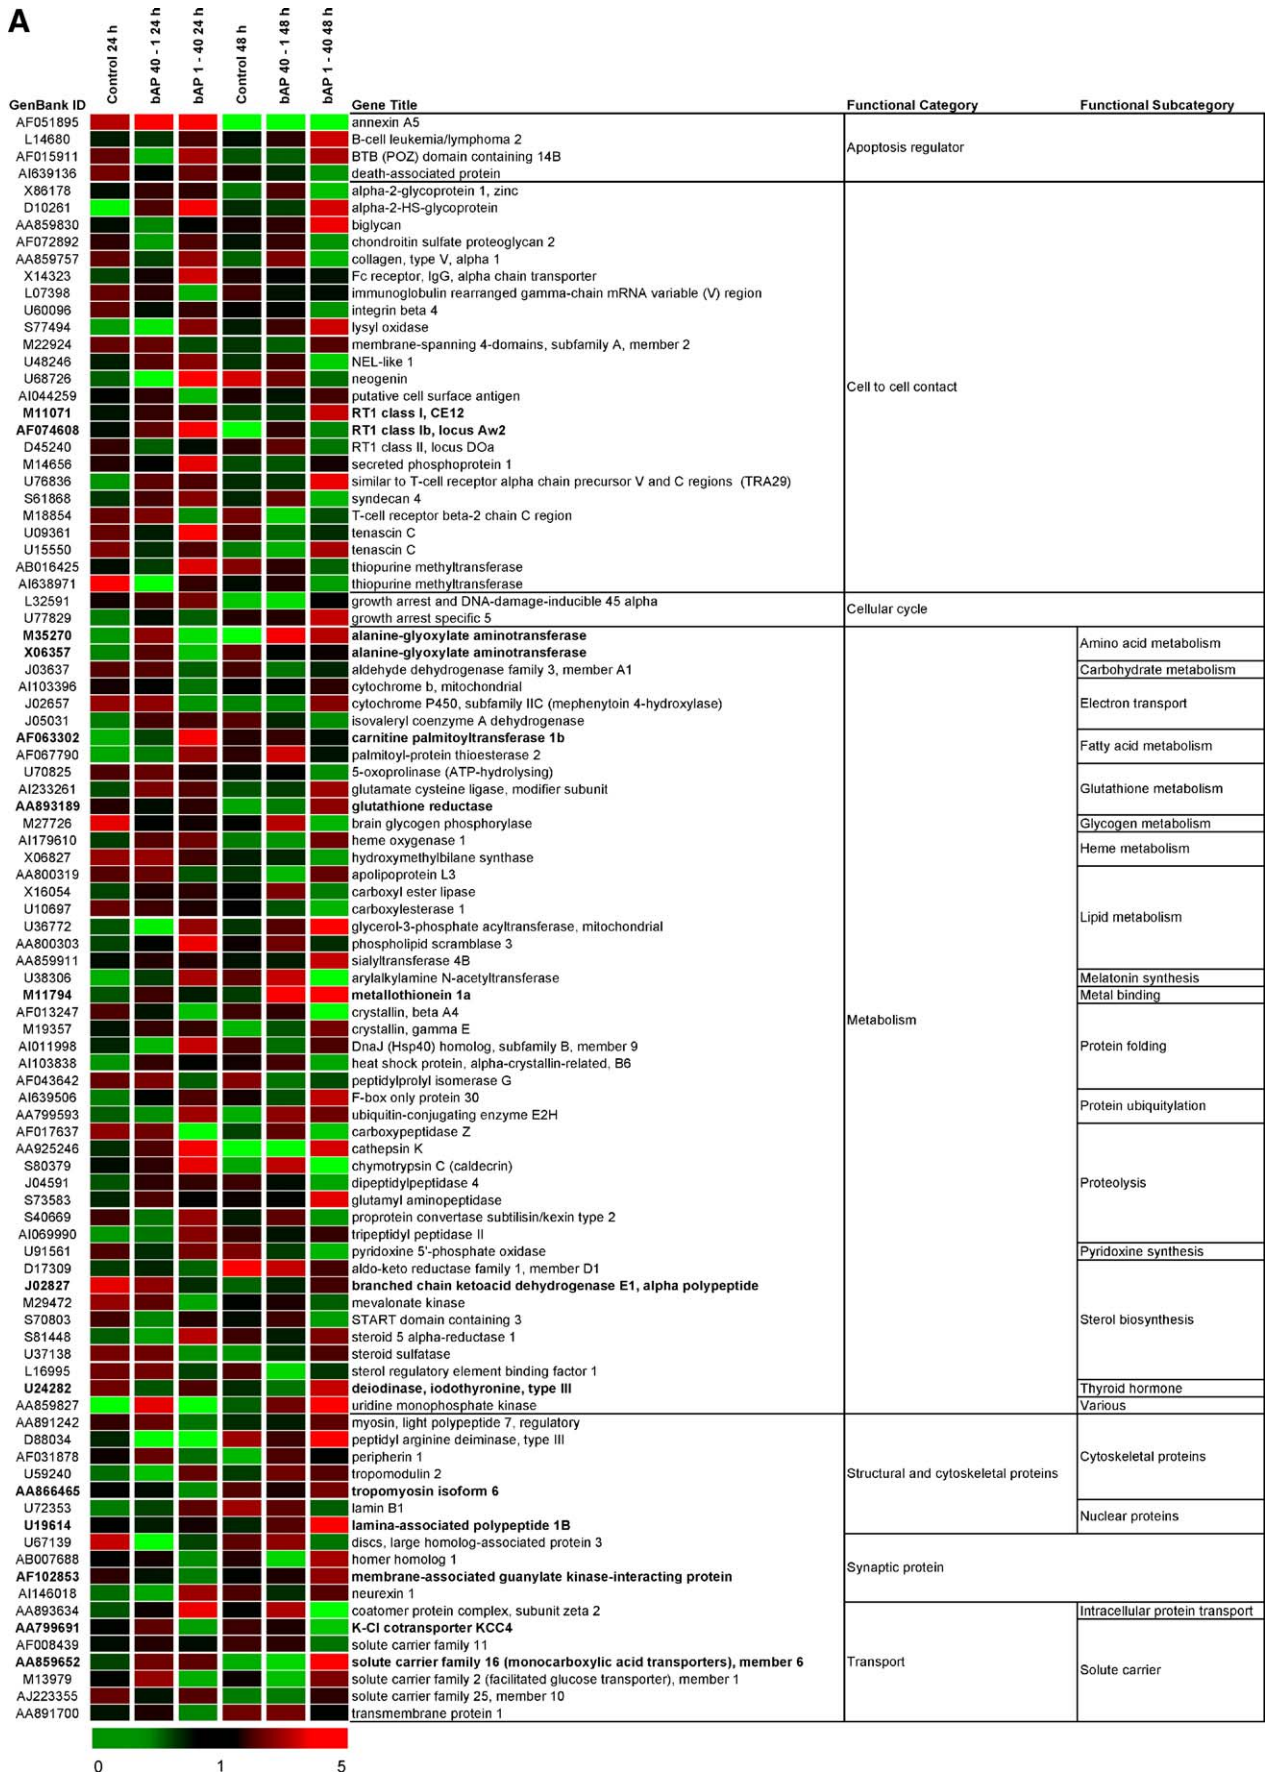 A
Control 24 h
bAP 40 - 1 24 h
bAP 1 - 40 24 h
Control 48 h
bAP 40 - 1 48 h
bAP 1 - 40 48 h
GenBank ID Gene Title Functional Category Functional Subcategory
AF051895 annexin A5
L14680 B-cell leukemia/lymphoma 2
Apoptosis regulator
AF015911 BTB (POZ) domain containing 14B
AI639136 death-associated protein
X86178 alpha-2-glycoprotein 1, zinc
D10261 alpha-2-HS-glycoprotein
AA859830 biglycan
AF072892 chondroitin sulfate proteoglycan 2
AA859757 collagen, type V, alpha 1
X14323 Fc receptor, IgG, alpha chain transporter
L07398 immunoglobulin rearranged gamma-chain mRNA variable (V) region
U60096 integrin beta 4
S77494 lysyl oxidase
M22924 membrane-spanning 4-domains, subfamily A, member 2
U48246 NEL-like 1
U68726 neogenin
Cell to cell contact
AI044259 putative cell surface antigen
M11071 RT1 class I, CE12
AF074608 RT1 class Ib, locus Aw2
D45240 RT1 class II, locus DOa
M14656 secreted phosphoprotein 1
U76836 similar to T-cell receptor alpha chain precursor V and C regions (TRA29)
S61868 syndecan 4
M18854 T-cell receptor beta-2 chain C region
U09361 tenascin C
U15550 tenascin C
AB016425 thiopurine methyltransferase
AI638971 thiopurine methyltransferase
L32591 growth arrest and DNA-damage-inducible 45 alpha
Cellular cycle
U77829 growth arrest specific 5
M35270 alanine-glyoxylate aminotransferase
Amino acid metabolism
X06357 alanine-glyoxylate aminotransferase
J03637 aldehyde dehydrogenase family 3, member A1 Carbohydrate metabolism
AI103396 cytochrome b, mitochondrial
J02657 cytochrome P450, subfamily IIC (mephenytoin 4-hydroxylase) Electron transport
J05031 isovaleryl coenzyme A dehydrogenase
AF063302 carnitine palmitoyltransferase 1b
Fatty acid metabolism
AF067790 palmitoyl-protein thioesterase 2
U70825 5-oxoprolinase (ATP-hydrolysing)
AI233261 glutamate cysteine ligase, modifier subunit Glutathione metabolism
AA893189 glutathione reductase
M27726 brain glycogen phosphorylase Glycogen metabolism
AI179610 heme oxygenase 1
Heme metabolism
X06827 hydroxymethylbilane synthase
AA800319 apolipoprotein L3
X16054 carboxyl ester lipase
U10697 carboxylesterase 1
Lipid metabolism
U36772 glycerol-3-phosphate acyltransferase, mitochondrial
AA800303 phospholipid scramblase 3
AA859911 sialyltransferase 4B
U38306 arylalkylamine N-acetyltransferase Melatonin synthesis
M11794 metallothionein 1a Metal binding
AF013247 crystallin, beta A4
Metabolism
M19357 crystallin, gamma E
AI011998 DnaJ (Hsp40) homolog, subfamily B, member 9 Protein folding
AI103838 heat shock protein, alpha-crystallin-related, B6
AF043642 peptidylprolyl isomerase G
AI639506 F-box only protein 30
Protein ubiquitylation
AA799593 ubiquitin-conjugating enzyme E2H
AF017637 carboxypeptidase Z
AA925246 cathepsin K
S80379 chymotrypsin C (caldecrin)
J04591 dipeptidylpeptidase 4 Proteolysis
S73583 glutamyl aminopeptidase
S40669 proprotein convertase subtilisin/kexin type 2
AI069990 tripeptidyl peptidase II
U91561 pyridoxine 5'-phosphate oxidase Pyridoxine synthesis
D17309 aldo-keto reductase family 1, member D1
J02827 branched chain ketoacid dehydrogenase E1, alpha polypeptide
M29472 mevalonate kinase
S70803 START domain containing 3 Sterol biosynthesis
S81448 steroid 5 alpha-reductase 1
U37138 steroid sulfatase
L16995 sterol regulatory element binding factor 1
U24282 deiodinase, iodothyronine, type III Thyroid hormone
AA859827 uridine monophosphate kinase Various
AA891242 myosin, light polypeptide 7, regulatory
D88034 peptidyl arginine deiminase, type III
AF031878 peripherin 1 Cytoskeletal proteins
U59240 tropomodulin 2 Structural and cytoskeletal proteins
AA866465 tropomyosin isoform 6
U72353 lamin B1
Nuclear proteins
U19614 lamina-associated polypeptide 1B
U67139 discs, large homolog-associated protein 3
AB007688 homer homolog 1
Synaptic protein
AF102853 membrane-associated guanylate kinase-interacting protein
AI146018 neurexin 1
AA893634 coatomer protein complex, subunit zeta 2 Intracellular protein transport
AA799691 K-Cl cotransporter KCC4
AF008439 solute carrier family 11
AA859652 solute carrier family 16 (monocarboxylic acid transporters), member 6 Transport
Solute carrier
M13979 solute carrier family 2 (facilitated glucose transporter), member 1
AJ223355 solute carrier family 25, member 10
AA891700 transmembrane protein 1
0 1 5